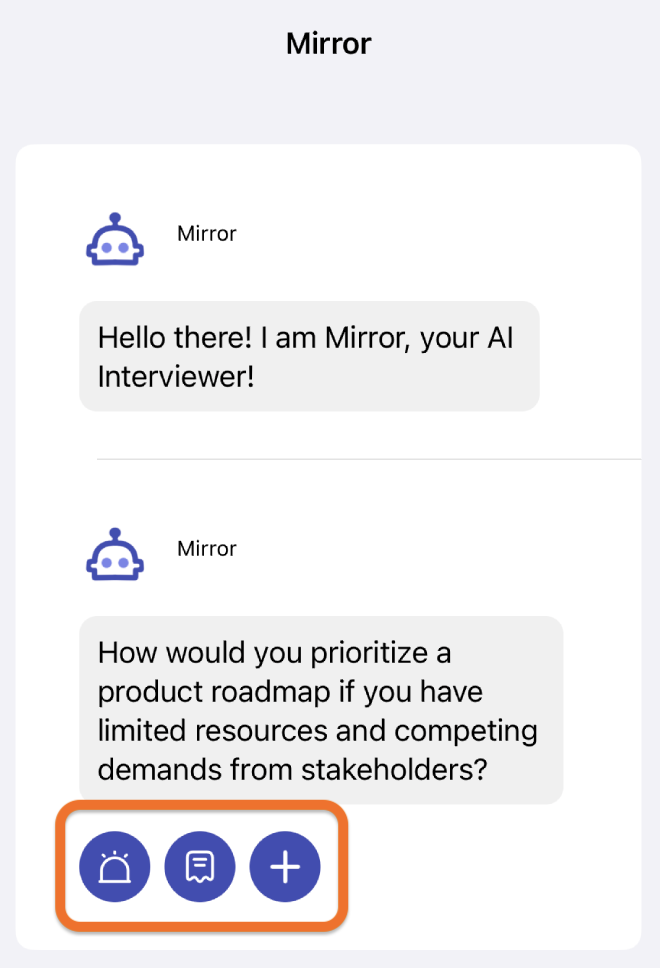 Mirror
Mirror
Hello there! I am Mirror, your AI
Interviewer!
Mirror
How would you prioritize a
product roadmap if you have
limited resources and competing
demands from stakeholders?